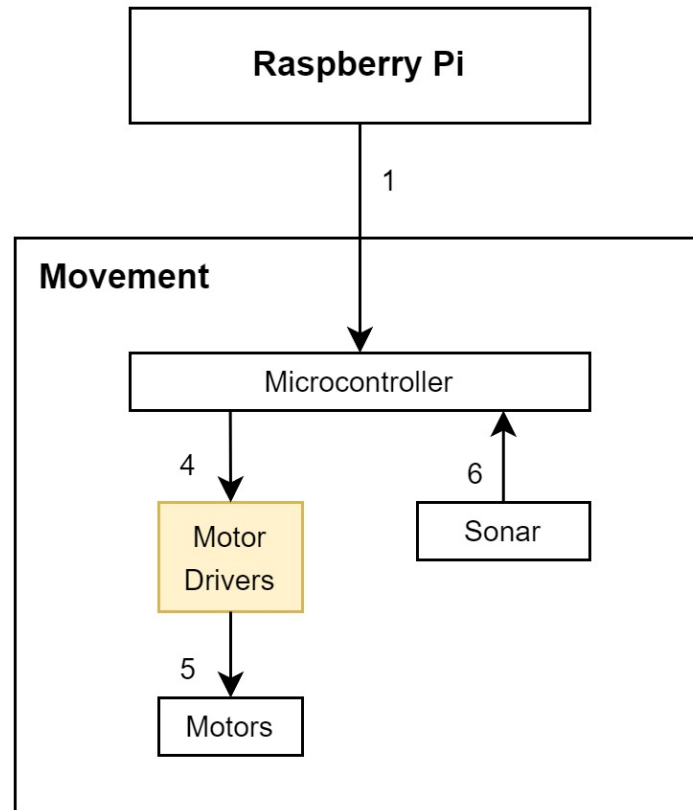 Raspberry Pi
1
Movement
Microcontroller
4
6
Motor
Drivers
Sonar
5
Motors